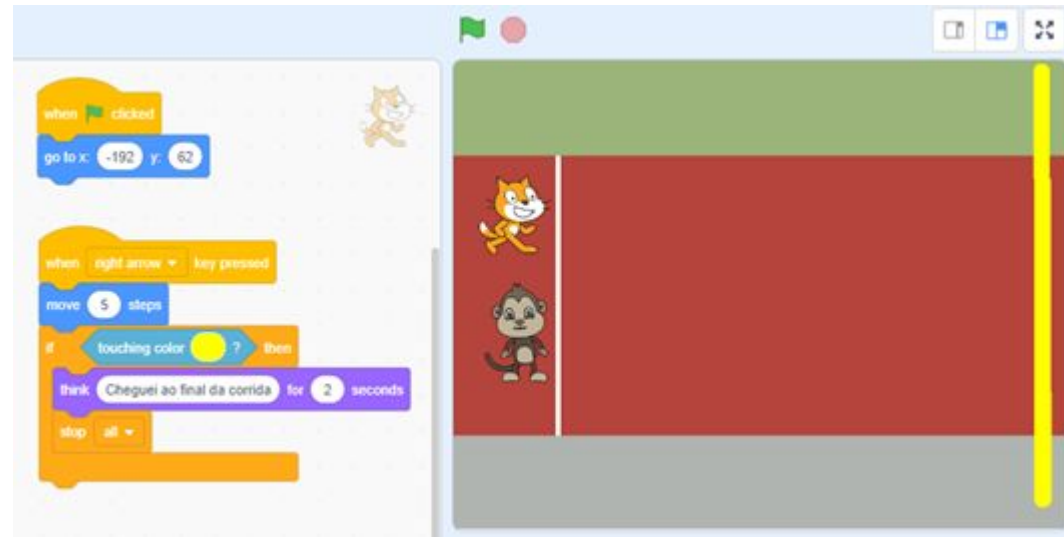 when clicked
go to x: -192 y: 62
when right arrow key pressed
move 5 steps
if touching color ? then
think Cheguei ao final da corrida for 2 seconds
stop all